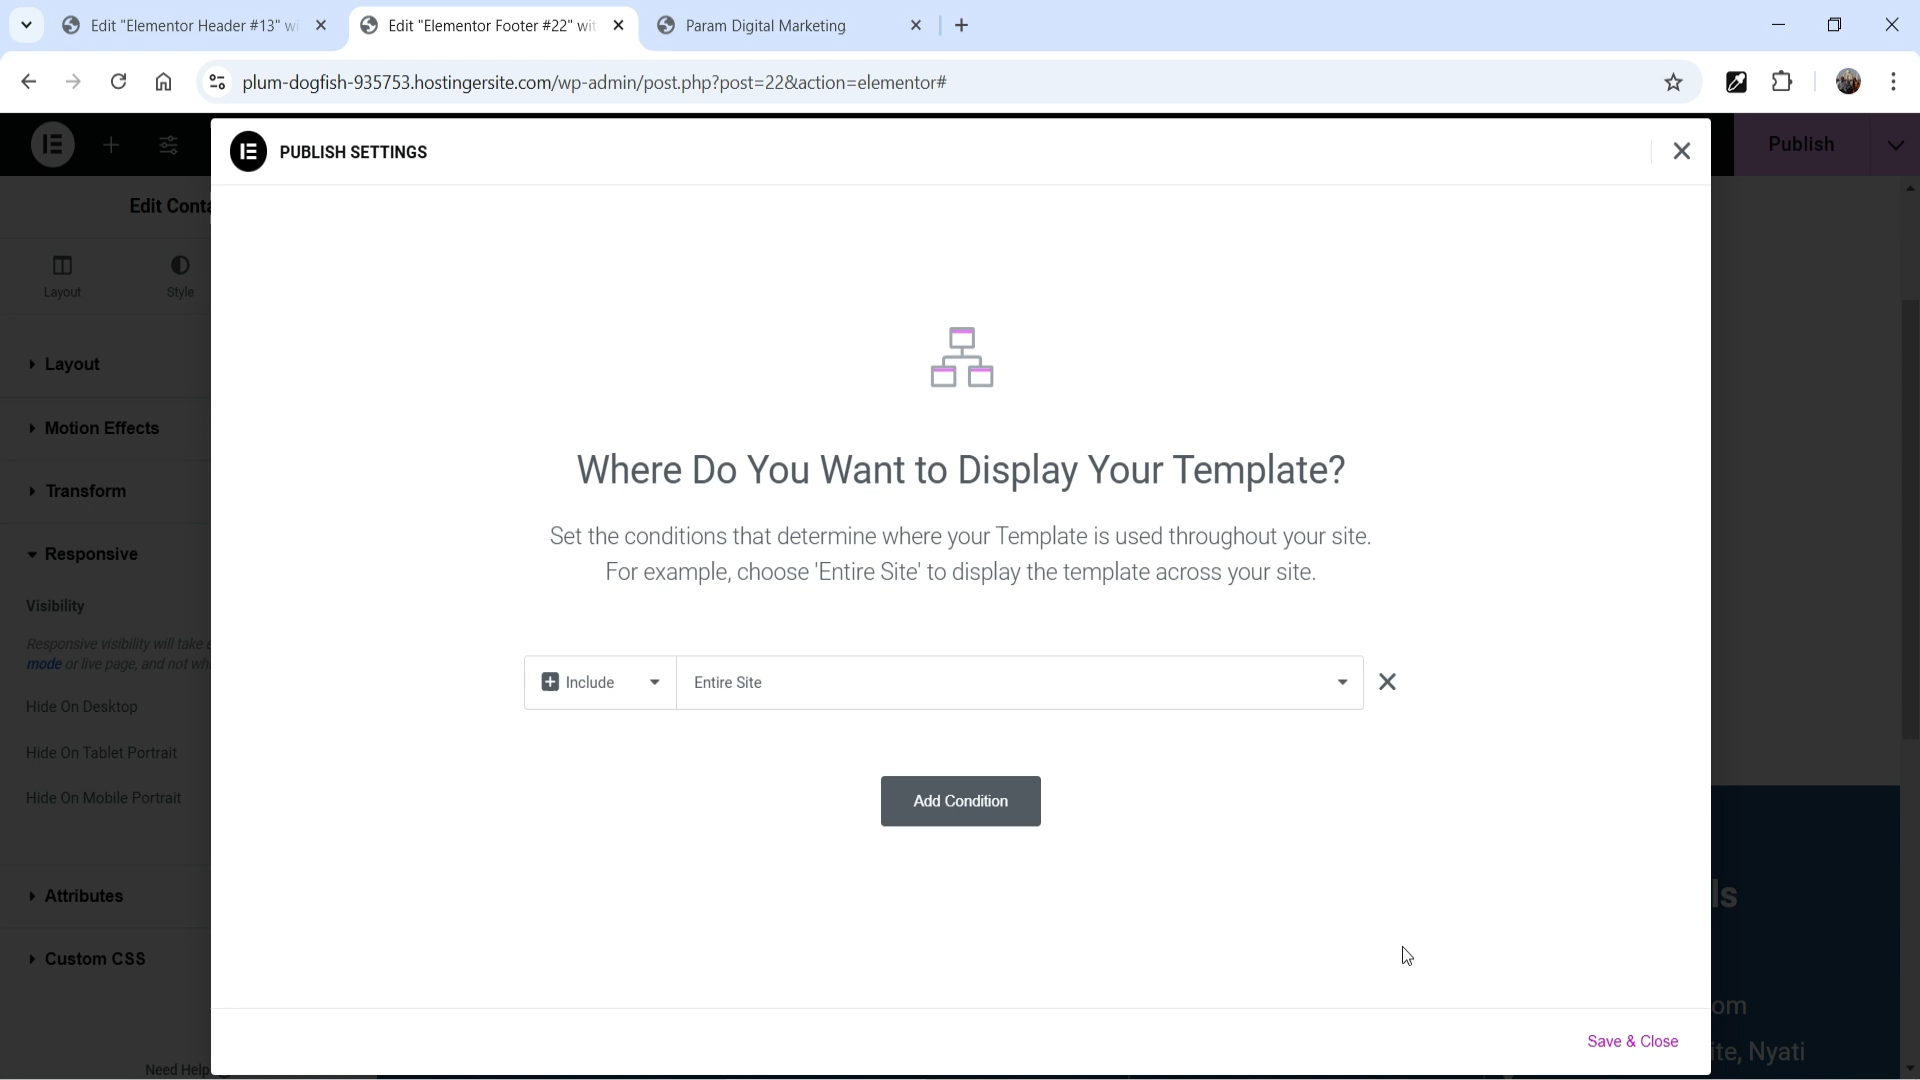 Edit "Elementor Header #13" wi
Edit "Elementor Footer #22" wit
Param Digital Marketing
plum-dogfish-935753.hostingersite.com/wp-admin/post.php?post=22&action=elementor#
PUBLISH SETTINGS
Publish
Edit Conta
Layout
Style
Layout
Motion Effects
Transform
Responsive
Visibility
Responsive visibility will take e
mode or live page, and not wh
Hide On Desktop
Hide On Tablet Portrait
Hide On Mobile Portrait
Attributes
Custom CSS
Need Help
Where Do You Want to Display Your Template?
Set the conditions that determine where your Template is used throughout your site.
For example, choose 'Entire Site' to display the template across your site.
Include
Entire Site
Add Condition
Save & Close
ls
om
ite, Nyati